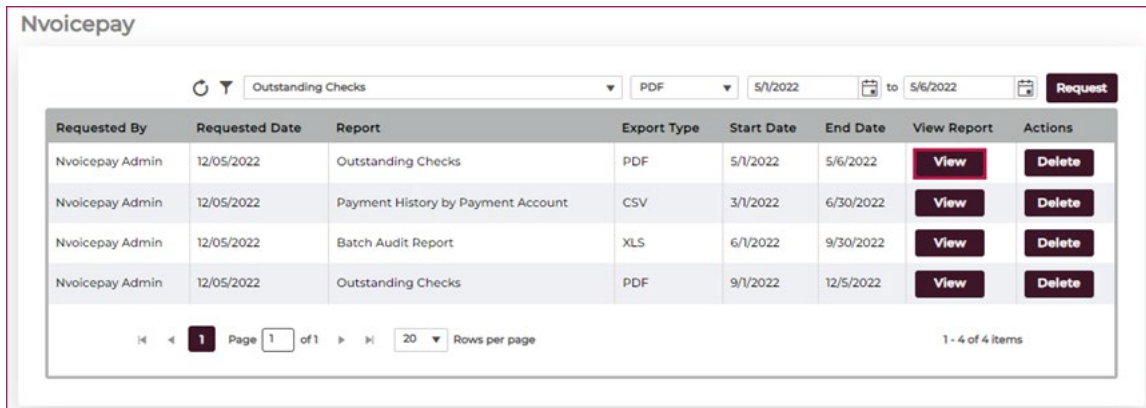 Nvoicepay
Outstanding Checks PDF 5/1/2022 to 5/6/2022 Request
Requested By Requested Date Report Export Type Start Date End Date View Report Actions
Nvoicepay Admin 12/05/2022 Outstanding Checks PDF 5/1/2022 5/6/2022 View Delete
Nvoicepay Admin 12/05/2022 Payment History by Payment Account CSV 3/1/2022 6/30/2022 View Delete
Nvoicepay Admin 12/05/2022 Batch Audit Report XLS 6/1/2022 9/30/2022 View Delete
Nvoicepay Admin 12/05/2022 Outstanding Checks PDF 9/1/2022 12/5/2022 View Delete
1 Page 1 of 1 20 Rows per page 1 - 4 of 4 items